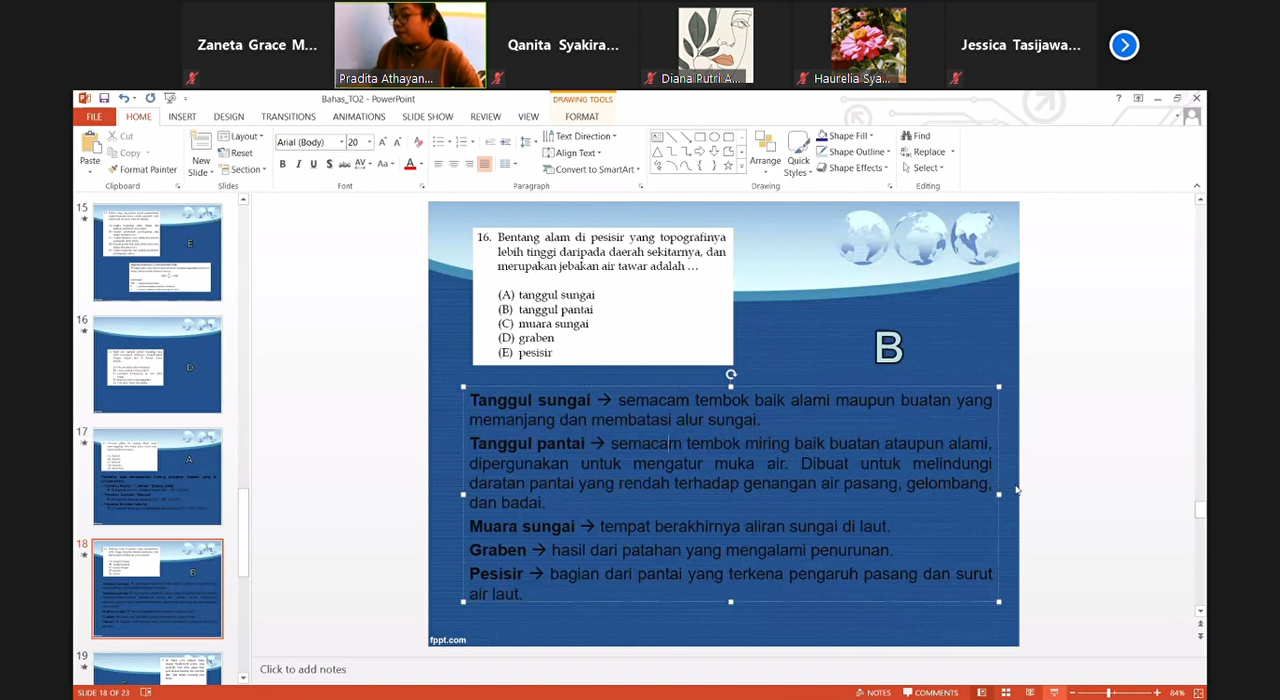 Zaneta Grace M...
Pradita Athayan...
Qanita Syakira...
Diana Putri A...
Haurelia Sya...
Jessica Tasijawa...
Bahas_TO2 - PowerPoint
DRAWING TOOLS
FILE HOME INSERT DESIGN TRANSITIONS ANIMATIONS SLIDE SHOW REVIEW VIEW FORMAT
Paste
Cut
Copy
Format Painter
Clipboard
New
Slide
Layout
Reset
Section
Slides
Arial (Body) 20
B I U S abc AV Aa A
Font
Text Direction
Align Text
Convert to SmartArt
Paragraph
Arrange
Quick
Styles
Shape Fill
Shape Outline
Shape Effects
Drawing
Find
Replace
Select
Editing
15
E
16
D
17
A
18
B
19
16. Bentang alam di pesisir yang topografinya
lebih tinggi daripada daerah sekitarnya, dan
merupakan jebakan air tawar adalah ...
(A) tanggul sungai
(B) tanggul pantai
(C) muara sungai
(D) graben
(E) pesisir
B
Tanggul sungai → semacam tembok baik alami maupun buatan yang
memanjang dan membatasi alur sungai.
Tanggul pantai → semacam tembok miring baik buatan ataupun alami,
dipergunakan untuk mengatur muka air. Dibuat untuk melindungi
daratan pantai yang rendah terhadap genangan air pasang, gelombang,
dan badai.
Muara sungai → tempat berakhirnya aliran sungai di laut.
Graben → hasil dari patahan yang mengalami penurunan.
Pesisir → bagian dari pantai yang terkena pengaruh pasang dan surut
air laut.
fppt.com
Click to add notes
SLIDE 18 OF 23
NOTES COMMENTS 84%